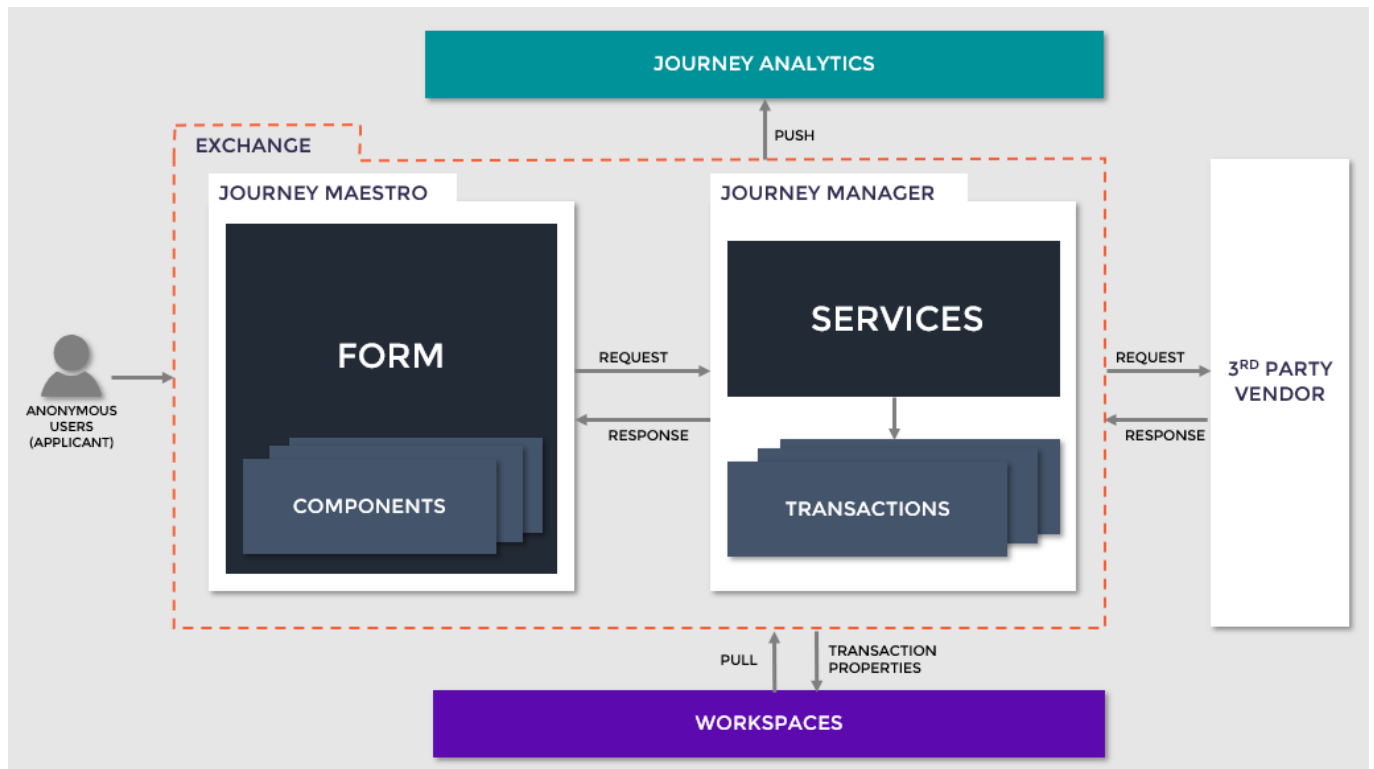 JOURNEY ANALYTICS
PUSH
EXCHANGE
JOURNEY MAESTRO
JOURNEY MANAGER
FORM
SERVICES
COMPONENTS
TRANSACTIONS
REQUEST
RESPONSE
REQUEST
RESPONSE
3RD PARTY
VENDOR
ANONYMOUS
USERS
(APPLICANT)
PULL
TRANSACTION
PROPERTIES
WORKSPACES